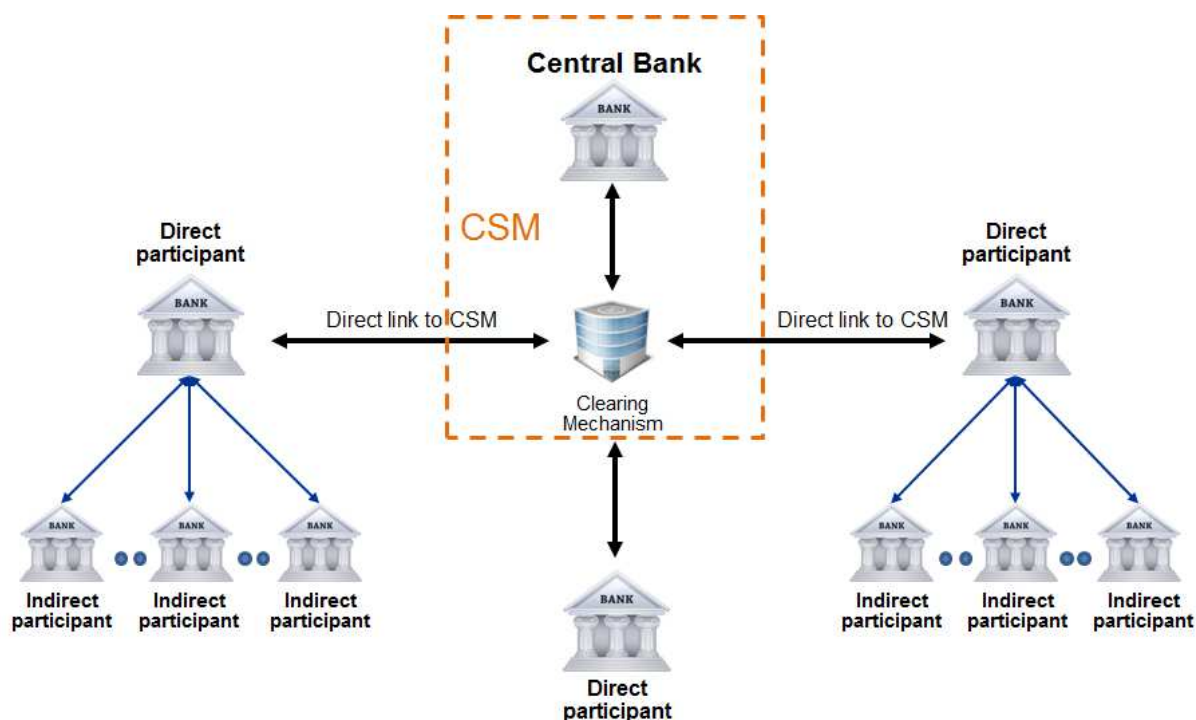 Central Bank
BANK
CSM
Direct
participant
BANK
Direct link to CSM
Clearing
Mechanism
Direct link to CSM
Direct
participant
BANK
BANK
BANK
BANK
Indirect
participant
Indirect
participant
Indirect
participant
BANK
Direct
participant
BANK
BANK
BANK
Indirect
participant
Indirect
participant
Indirect
participant